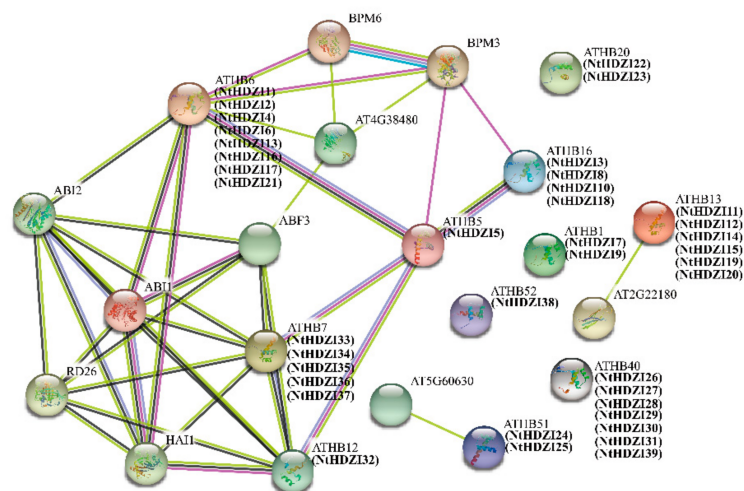 BPM6
BPM3
ATHB20
(NtHDZI22)
(NtHDZI23)
ATHB6
(NtHDZI1)
(NtHDZI2)
(NtHDZI4)
(NtHDZI6)
(NtHDZI13)
(NtHDZI16)
(NtHDZI17)
(NtHDZI21)
AT4G38480
ATHB16
(NtHDZI3)
(NtHDZI8)
(NtHDZI10)
(NtHDZI18)
ABI2
ABF3
ATHB5
(NtHDZI5)
ATHB1
(NtHDZI7)
(NtHDZI9)
ATHB13
(NtHDZI11)
(NtHDZI12)
(NtHDZI14)
(NtHDZI15)
(NtHDZI19)
(NtHDZI20)
ABI1
ATHB52
(NtHDZI38)
AT2G22180
ATHB7
(NtHDZI33)
(NtHDZI34)
(NtHDZI35)
(NtHDZI36)
(NtHDZI37)
RD26
AT5G60630
ATHB40
(NtHDZI26)
(NtHDZI27)
(NtHDZI28)
(NtHDZI29)
(NtHDZI30)
(NtHDZI31)
(NtHDZI39)
HAI1
ATHB12
(NtHDZI32)
ATHB51
(NtHDZI24)
(NtHDZI25)